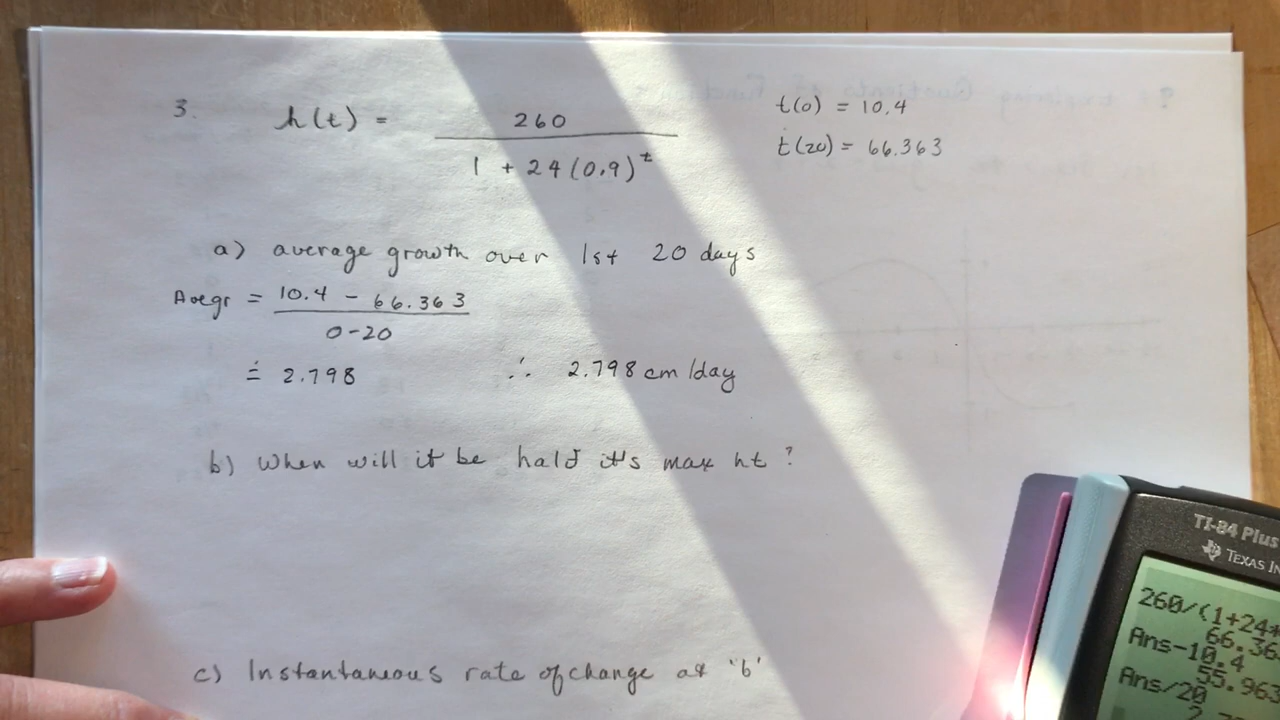 3. h(t) = 260 / 1 + 24(0.9)^t
t(0) = 10.4
t(20) = 66.363
a) average growth over 1st 20 days
Avegr = 10.4 - 66.363 / 0-20
≐ 2.798 ∴ 2.798 cm/day
b) When will it be half it's max ht ?
c) Instantaneous rate of change at 'b'
TI-84 Plus
TEXAS IN
260/(1+24*
66.36
Ans-10.4
55.963
Ans/20